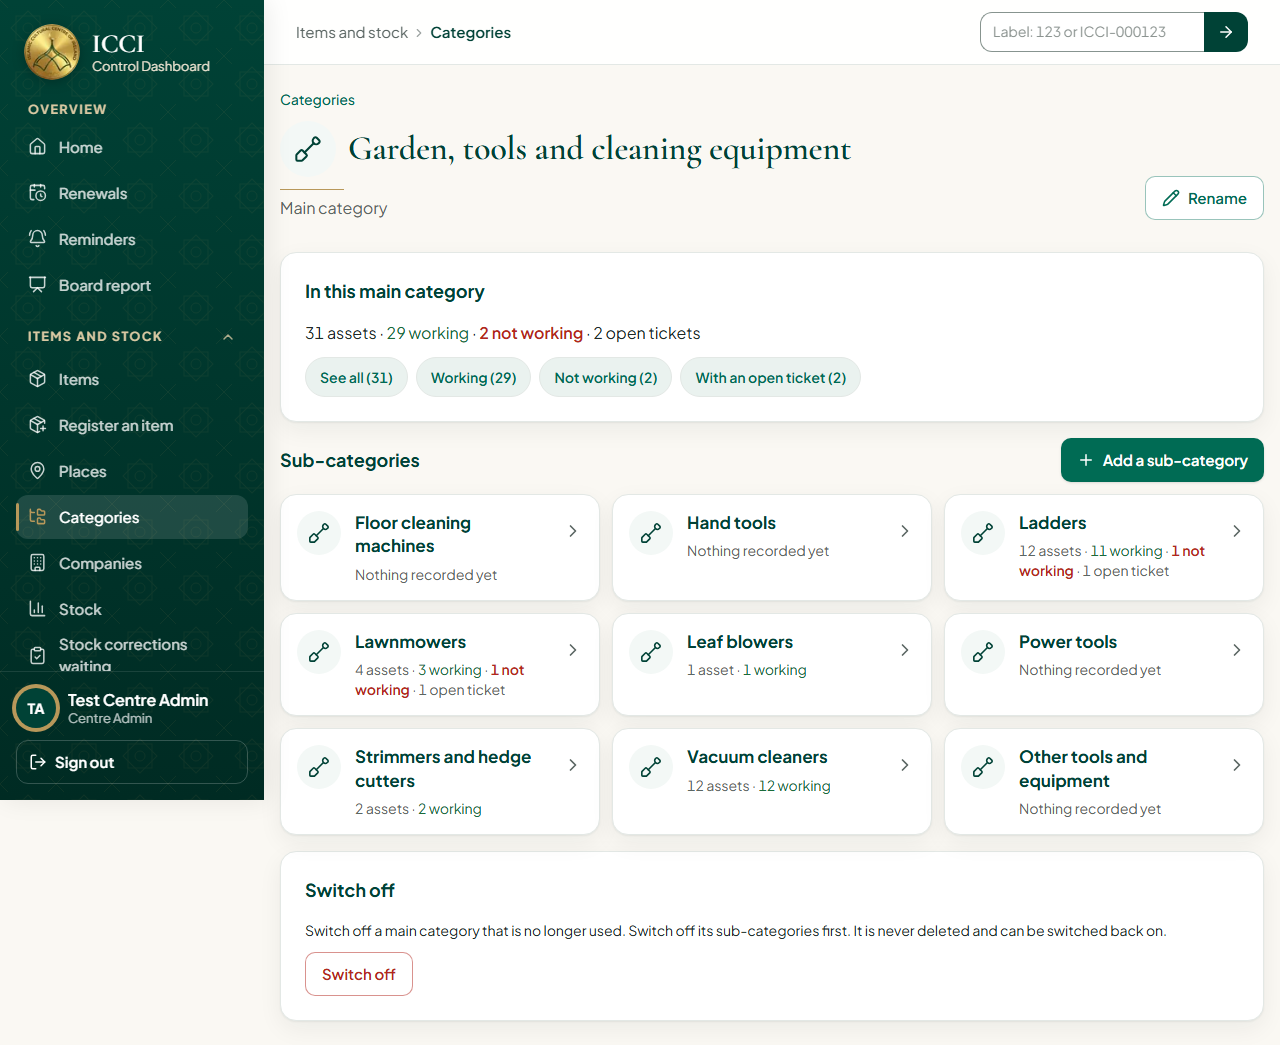 ICCI
Control Dashboard
OVERVIEW
Home
Renewals
Reminders
Board report
ITEMS AND STOCK
Items
Register an item
Places
Categories
Companies
Stock
Stock corrections
waiting
TA
Test Centre Admin
Centre Admin
Sign out
Items and stock > Categories
Label: 123 or ICCI-000123
Categories
Garden, tools and cleaning equipment
Main category
Rename
In this main category
31 assets · 29 working · 2 not working · 2 open tickets
See all (31)
Working (29)
Not working (2)
With an open ticket (2)
Sub-categories
+ Add a sub-category
Floor cleaning
machines
Nothing recorded yet
Hand tools
Nothing recorded yet
Ladders
12 assets · 11 working · 1 not
working · 1 open ticket
Lawnmowers
4 assets · 3 working · 1 not
working · 1 open ticket
Leaf blowers
1 asset · 1 working
Power tools
Nothing recorded yet
Strimmers and hedge
cutters
2 assets · 2 working
Vacuum cleaners
12 assets · 12 working
Other tools and
equipment
Nothing recorded yet
Switch off
Switch off a main category that is no longer used. Switch off its sub-categories first. It is never deleted and can be switched back on.
Switch off